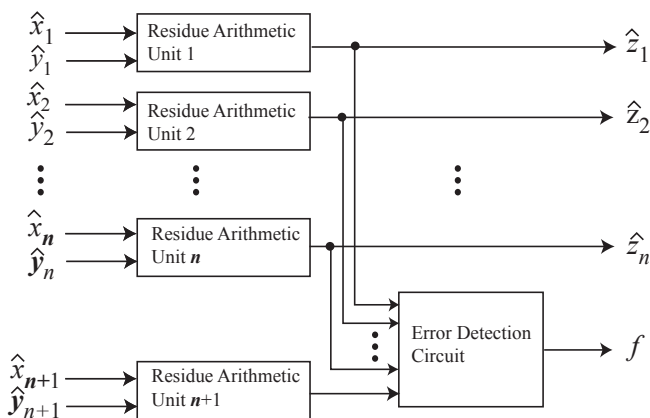 x̂1
ŷ1
Residue Arithmetic
Unit 1
ẑ1
x̂2
ŷ2
Residue Arithmetic
Unit 2
ẑ2
x̂n
ŷn
Residue Arithmetic
Unit n
ẑn
Error Detection
Circuit
f
x̂n+1
ŷn+1
Residue Arithmetic
Unit n+1